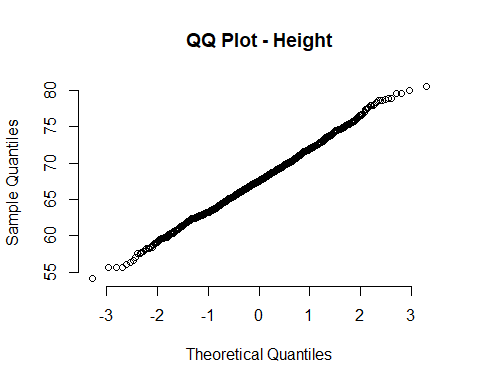 QQ Plot - Height
Sample Quantiles
80
75
70
65
60
55
-3 -2 -1 0 1 2 3
Theoretical Quantiles